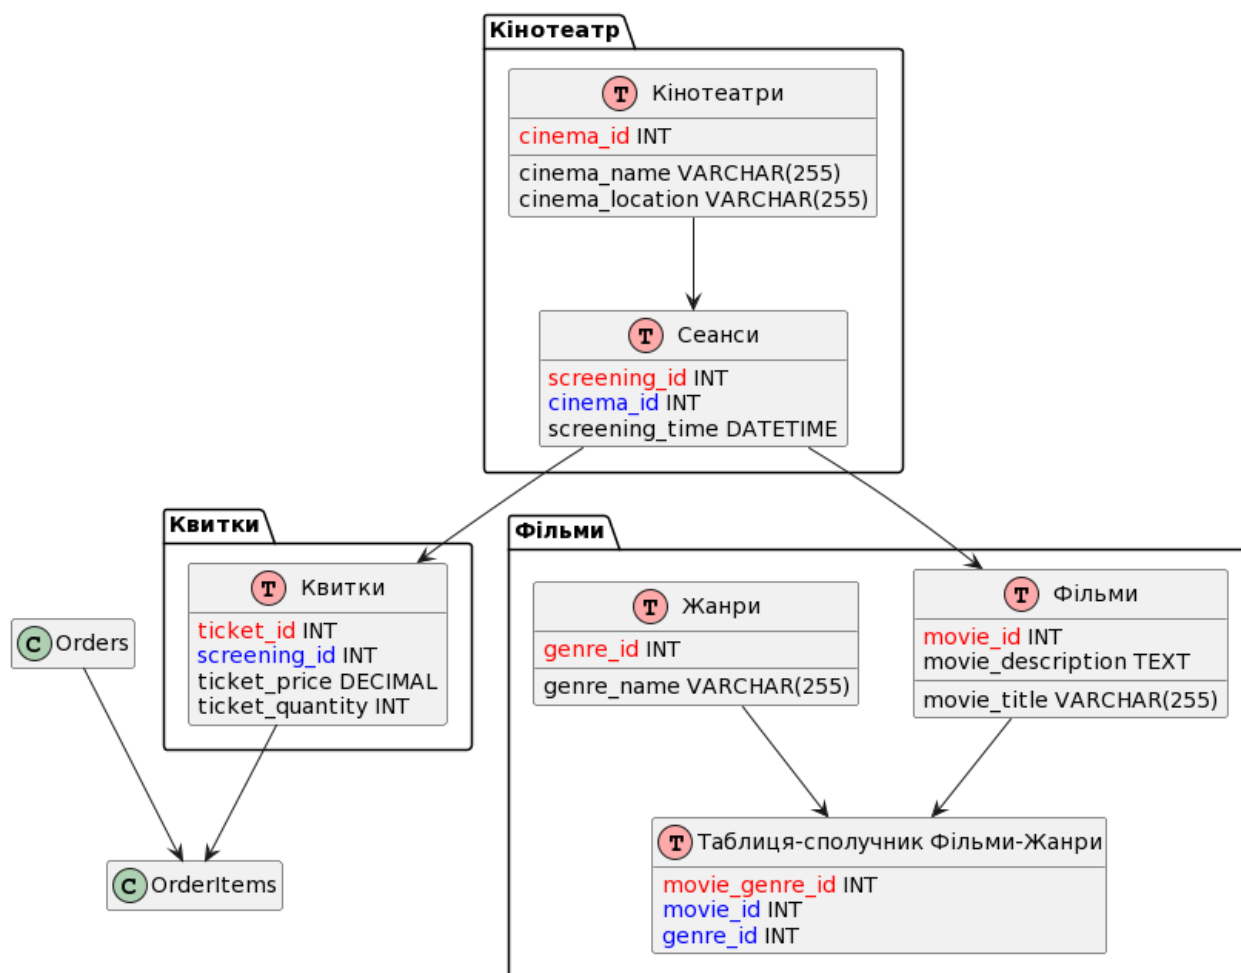 Кінотеатр
T Кінотеатри
cinema_id INT
cinema_name VARCHAR(255)
cinema_location VARCHAR(255)
T Сеанси
screening_id INT
cinema_id INT
screening_time DATETIME
Квитки
T Квитки
ticket_id INT
screening_id INT
ticket_price DECIMAL
ticket_quantity INT
Фільми
T Жанри
genre_id INT
genre_name VARCHAR(255)
T Фільми
movie_id INT
movie_description TEXT
movie_title VARCHAR(255)
C Orders
C OrderItems
T Таблиця-сполучник Фільми-Жанри
movie_genre_id INT
movie_id INT
genre_id INT